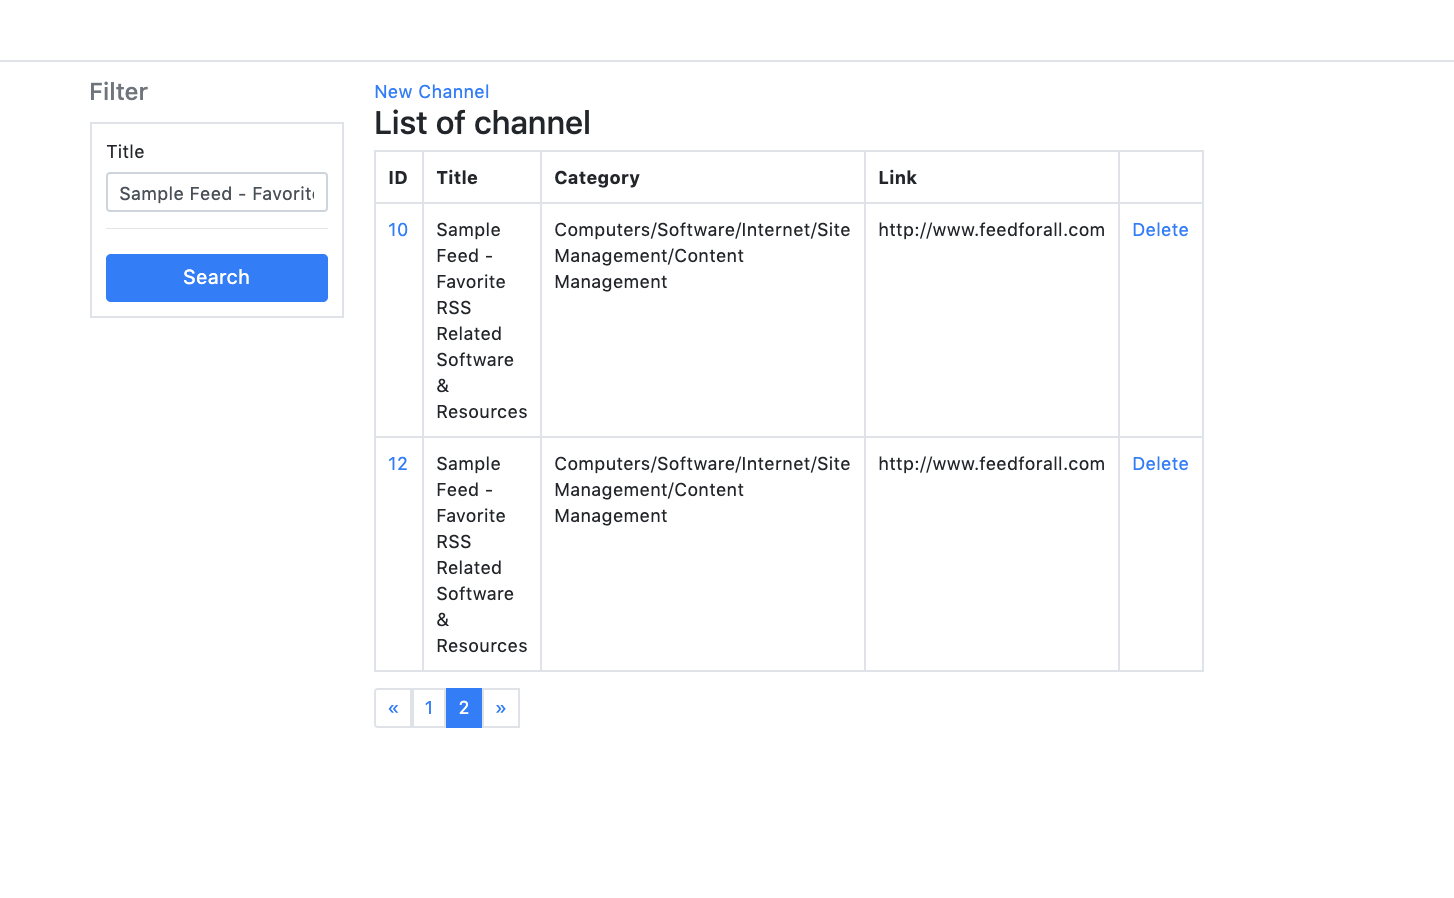 Filter
Title
Sample Feed - Favorit
Search
New Channel
List of channel
ID Title Category Link
10 Sample Computers/Software/Internet/Site http://www.feedforall.com Delete
Feed - Management/Content
Favorite Management
RSS
Related
Software
&
Resources
12 Sample Computers/Software/Internet/Site http://www.feedforall.com Delete
Feed - Management/Content
Favorite Management
RSS
Related
Software
&
Resources
« 1 2 »